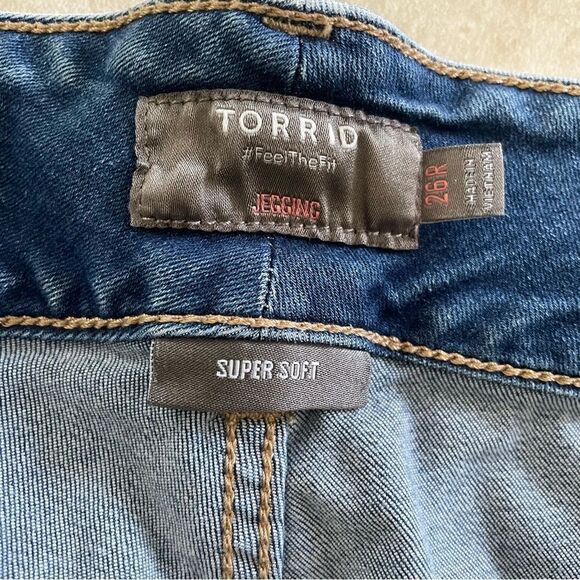 TORRID
#FeelTheFit
JEGGING
26R
MADE IN
VIETNAM
SUPER SOFT